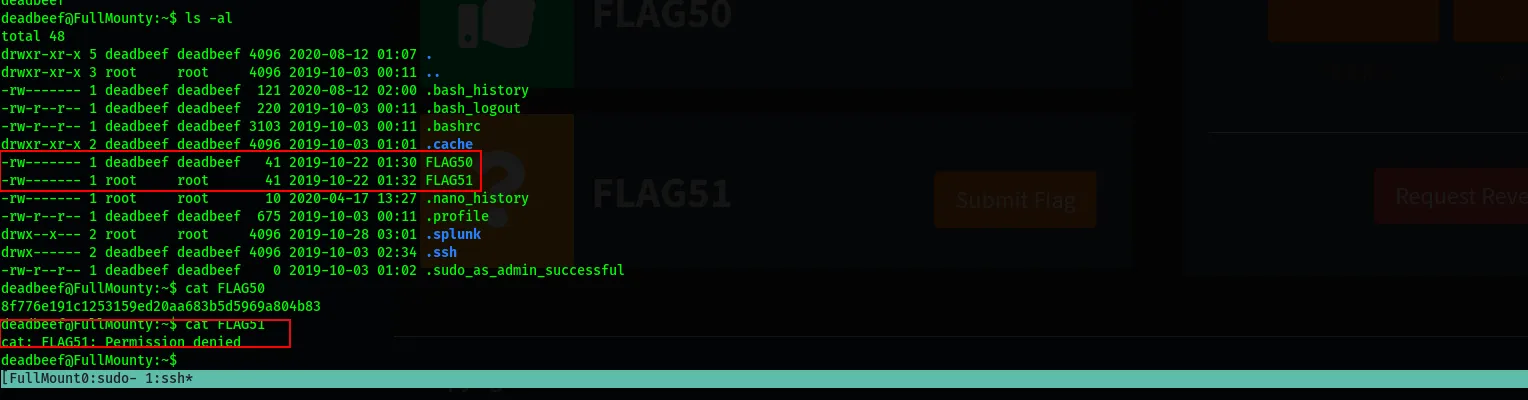 deadbeef
deadbeef@FullMounty:~$ ls -al
total 48
drwxr-xr-x 5 deadbeef deadbeef 4096 2020-08-12 01:07 .
drwxr-xr-x 3 root     root     4096 2019-10-03 00:11 ..
-rw------- 1 deadbeef deadbeef  121 2020-08-12 02:00 .bash_history
-rw-r--r-- 1 deadbeef deadbeef  220 2019-10-03 00:11 .bash_logout
-rw-r--r-- 1 deadbeef deadbeef 3103 2019-10-03 00:11 .bashrc
drwxr-xr-x 2 deadbeef deadbeef 4096 2019-10-03 01:01 .cache
-rw------- 1 deadbeef deadbeef   41 2019-10-22 01:30 FLAG50
-rw------- 1 root     root       41 2019-10-22 01:32 FLAG51
-rw------- 1 root     root       10 2020-04-17 13:27 .nano_history
-rw-r--r-- 1 deadbeef deadbeef  675 2019-10-03 00:11 .profile
drwx--x--- 2 root     root     4096 2019-10-28 03:01 .splunk
drwx------ 2 deadbeef deadbeef 4096 2019-10-03 02:34 .ssh
-rw-r--r-- 1 deadbeef deadbeef    0 2019-10-03 01:02 .sudo_as_admin_successful
deadbeef@FullMounty:~$ cat FLAG50
8f776e191c1253159ed20aa683b5d5969a804b83
deadbeef@FullMounty:~$ cat FLAG51
cat: FLAG51: Permission denied
deadbeef@FullMounty:~$
[FullMount0:sudo- 1:ssh*
FLAG50
FLAG51
Submit Flag
Request Reve